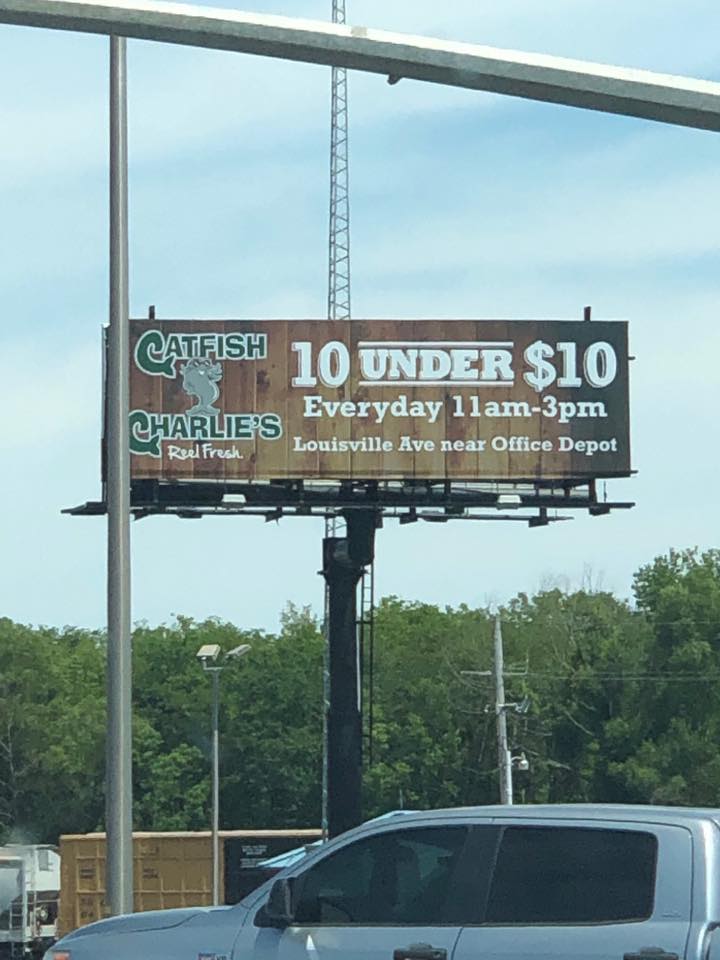 CATFISH
CHARLIE'S
Reel Fresh.
10 UNDER $10
Everyday 11am-3pm
Louisville Ave near Office Depot